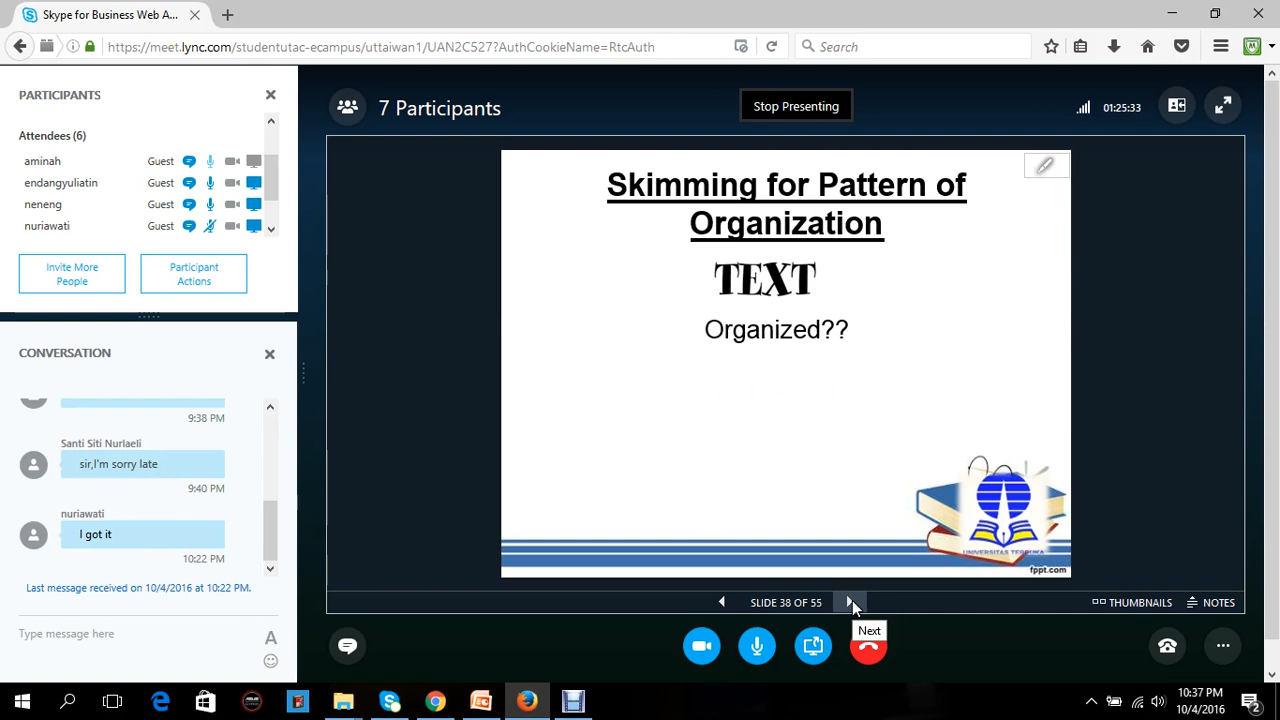 Skype for Business Web A...
https://meet.lync.com/studentutac-ecampus/uttaiwan1/UAN2C527?AuthCookieName=RtcAuth
Search
PARTICIPANTS
Attendees (6)
aminah Guest
endangyuliatin Guest
neneng Guest
nuriawati Guest
Invite More
People
Participant
Actions
CONVERSATION
9:38 PM
Santi Siti Nurlaeli
sir,I'm sorry late
9:40 PM
nuriawati
I got it
10:22 PM
Last message received on 10/4/2016 at 10:22 PM.
Type message here
A
7 Participants
Stop Presenting
01:25:33
Skimming for Pattern of
Organization
TEXT
Organized??
UNIVERSITAS TERBUKA
fppt.com
SLIDE 38 OF 55
THUMBNAILS
NOTES
Next
10:37 PM
10/4/2016
2